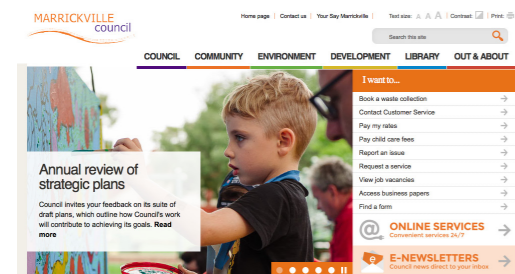 MARRICKVILLE
council
Home page | Contact us | Your Say Marrickville | Text size: A A A | Contrast: | Print:
Search this site
COUNCIL COMMUNITY ENVIRONMENT DEVELOPMENT LIBRARY OUT & ABOUT
I want to...
Book a waste collection
Contact Customer Service
Pay my rates
Pay child care fees
Report an issue
Request a service
View job vacancies
Access business papers
Find a form
Annual review of
strategic plans
Council invites your feedback on its suite of
draft plans, which outline how Council's work
will contribute to achieving its goals. Read
more
@ ONLINE SERVICES
Convenient services 24/7
e E-NEWSLETTERS
Council news direct to your inbox